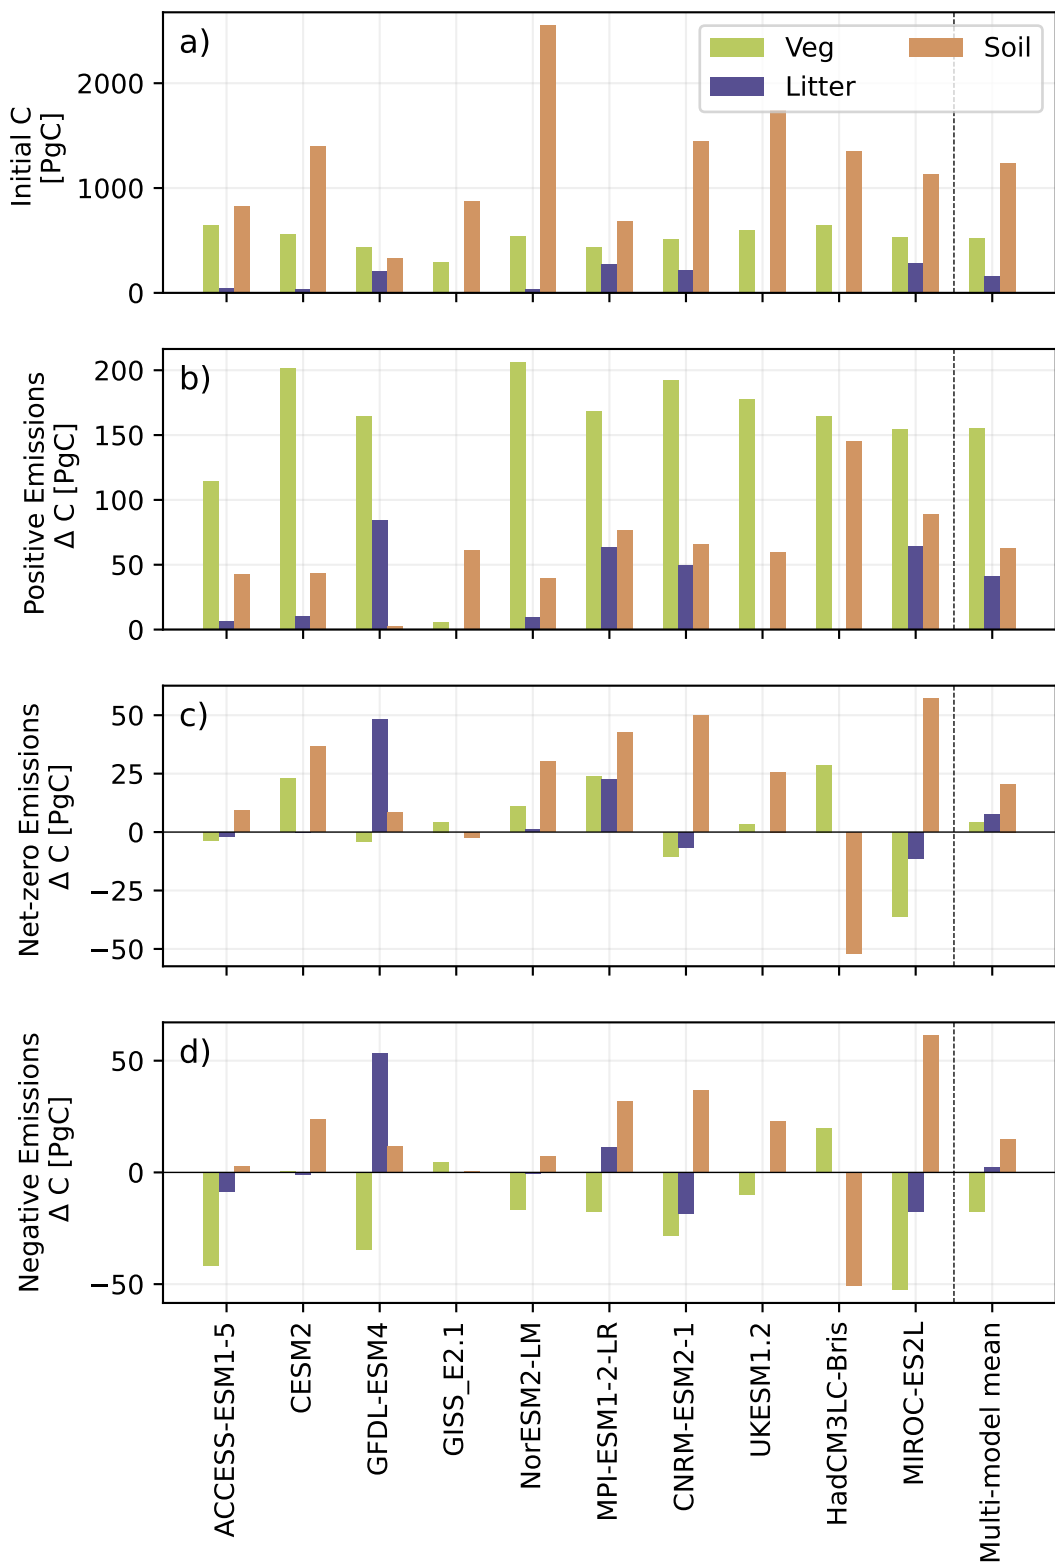 a)
Veg
Litter
Soil
Initial C
[PgC]
2000
1000
0
b)
Positive Emissions
Δ C [PgC]
200
150
100
50
0
c)
Net-zero Emissions
Δ C [PgC]
50
25
0
−25
−50
d)
Negative Emissions
Δ C [PgC]
50
0
−50
ACCESS-ESM1-5
CESM2
GFDL-ESM4
GISS_E2.1
NorESM2-LM
MPI-ESM1-2-LR
CNRM-ESM2-1
UKESM1.2
HadCM3LC-Bris
MIROC-ES2L
Multi-model mean